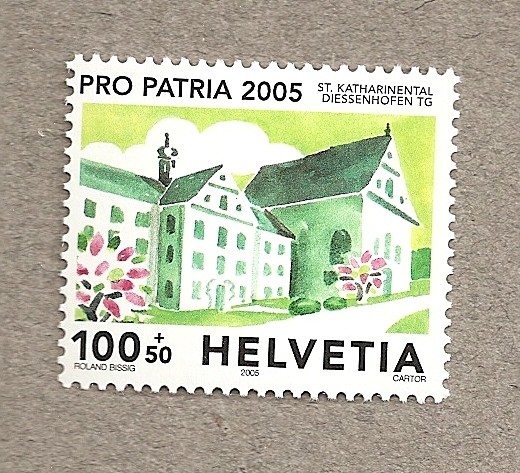 PRO PATRIA 2005
ST. KATHARINENTAL
DIESSENHOFEN TG
100+50 HELVETIA
ROLAND BISSIG
2005
CARTOR